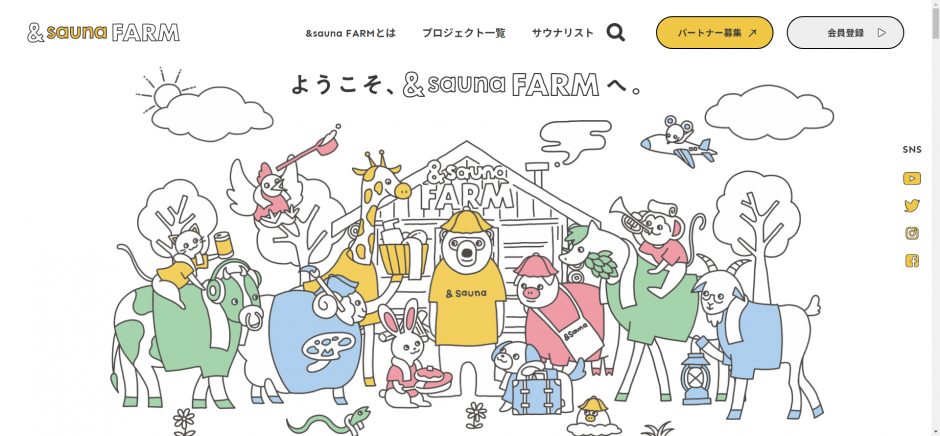 &sauna FARM
&sauna FARMとは
プロジェクト一覧
サウナリスト
パートナー募集
会員登録
ようこそ、&sauna FARMへ。
SNS
&sauna
FARM
& sauna
&sauna